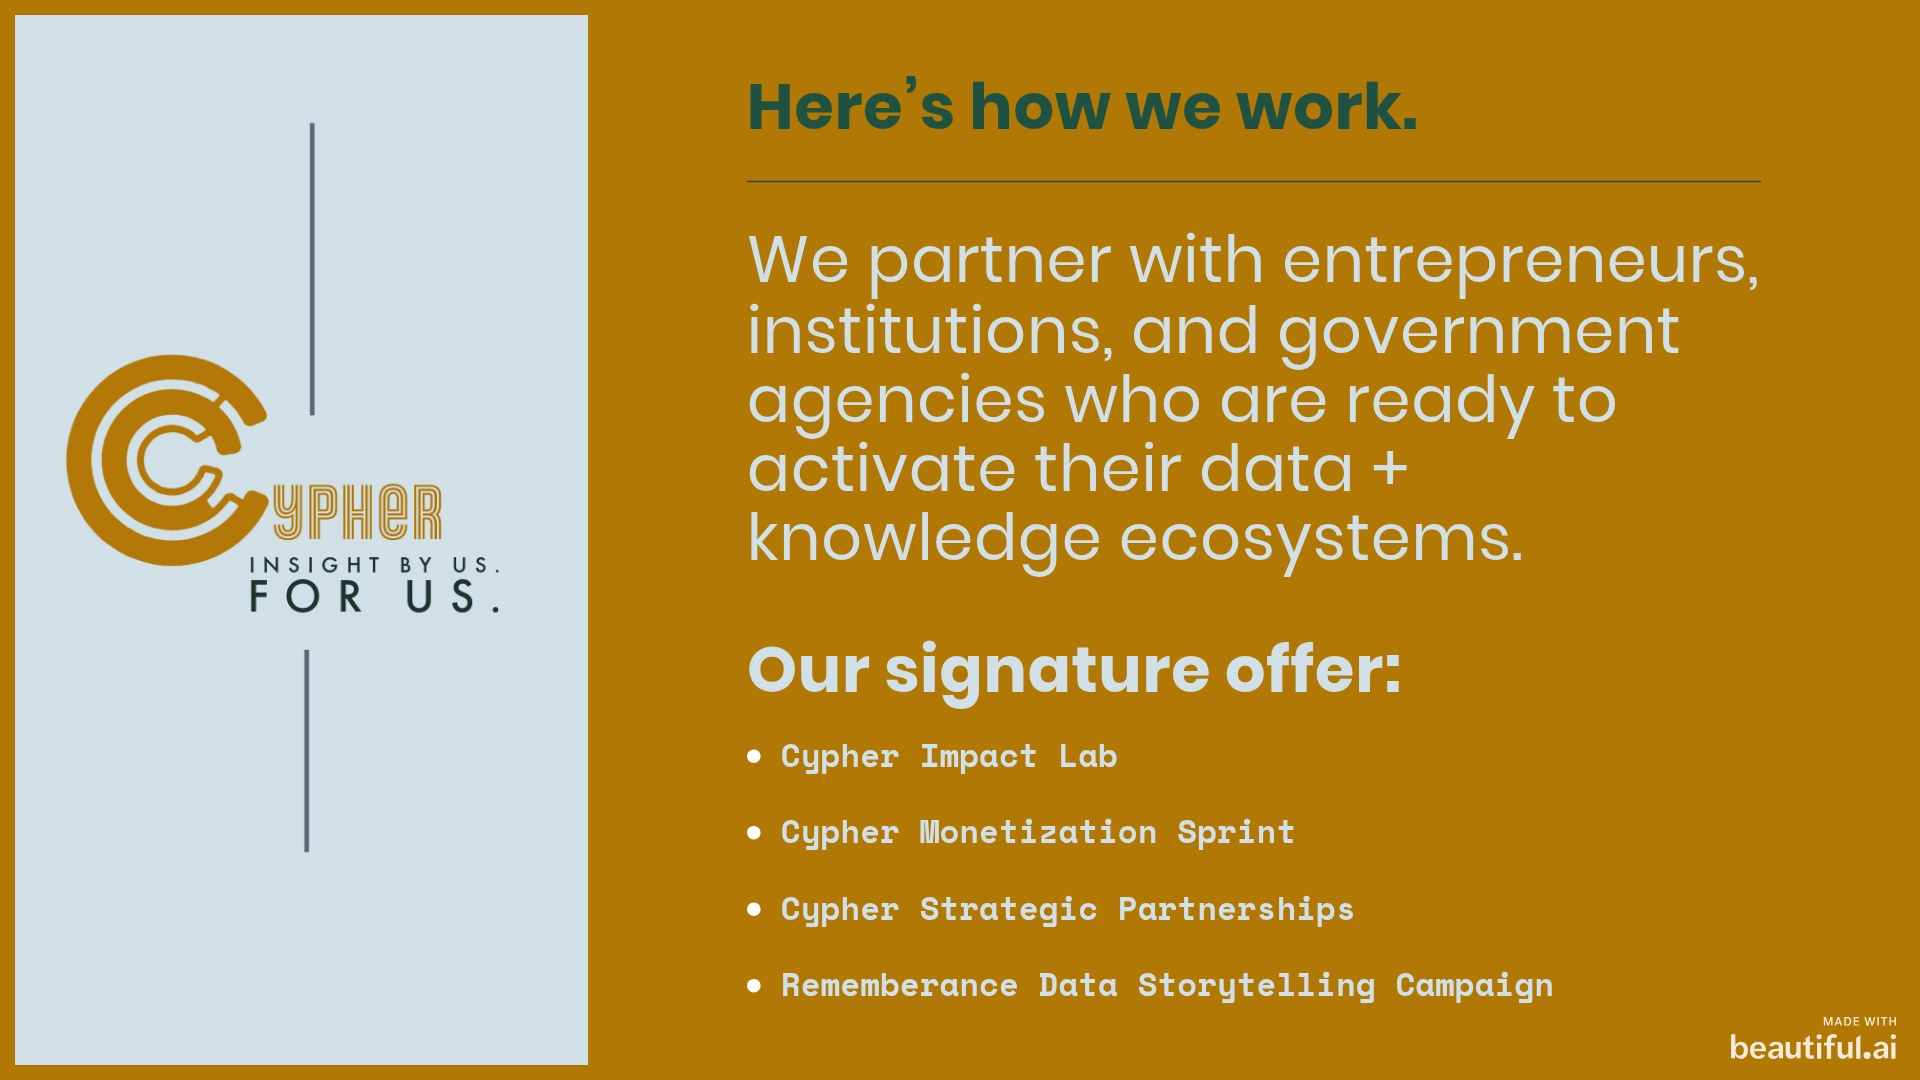 CYPHER
INSIGHT BY US.
FOR US.
Here’s how we work.
We partner with entrepreneurs,
institutions, and government
agencies who are ready to
activate their data +
knowledge ecosystems.
Our signature offer:
• Cypher Impact Lab
• Cypher Monetization Sprint
• Cypher Strategic Partnerships
• Rememberance Data Storytelling Campaign
MADE WITH
beautiful.ai